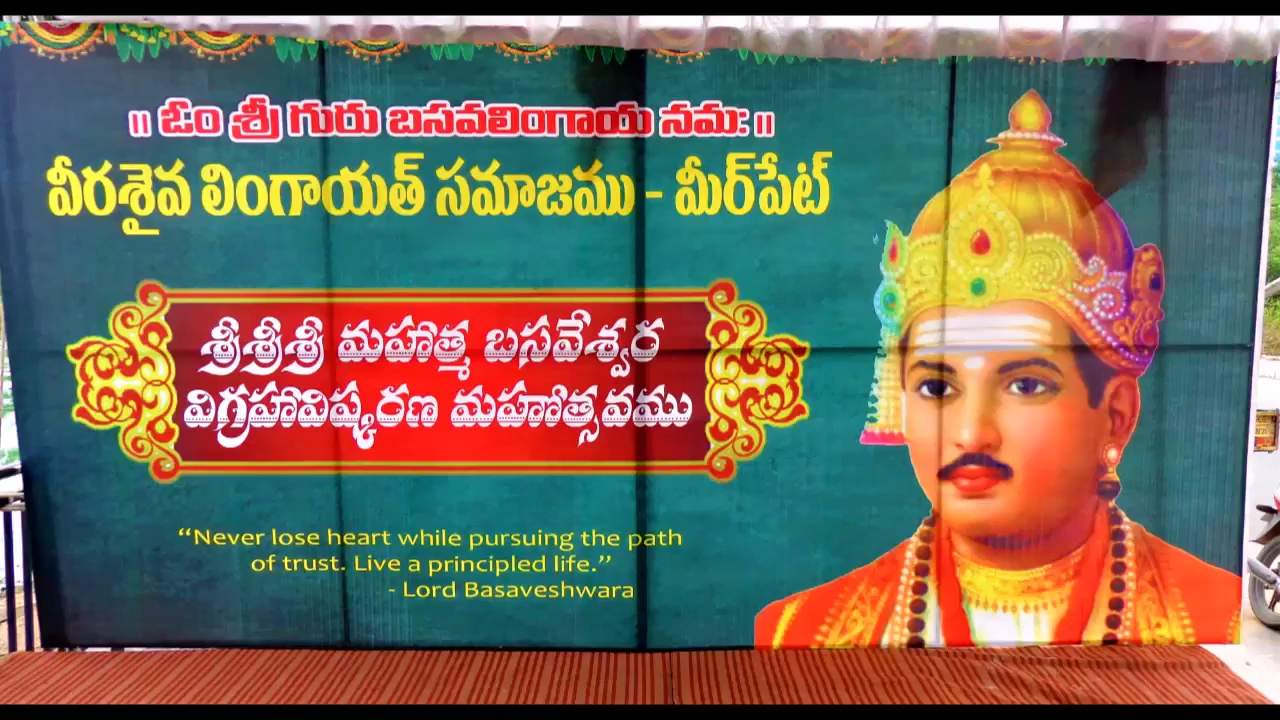 ॥ ఓం శ్రీ గురు బసవలింగాయ నమః ॥
వీరశైవ లింగాయత్ సమాజము - మీర్‌పేట్
శ్రీశ్రీశ్రీ మహాత్మ బసవేశ్వర
విగ్రహావిష్కరణ మహోత్సవము
“Never lose heart while pursuing the path
of trust. Live a principled life.”
- Lord Basaveshwara